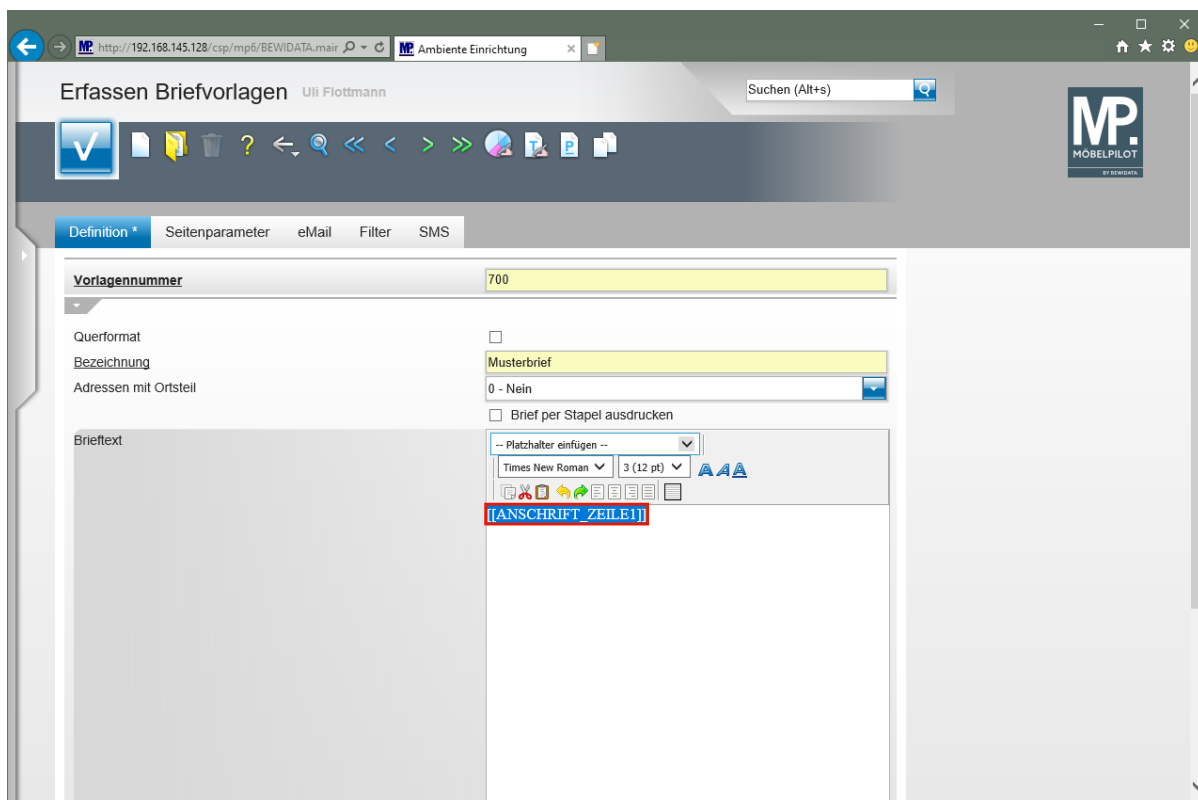 http://192.168.145.128/csp/mp6/BEWIDATA.mair
MP. Ambiente Einrichtung
Erfassen Briefvorlagen Uli Flottmann
Suchen (Alt+s)
MP.
MÖBELPILOT
BY BEWIDATA
Definition * Seitenparameter eMail Filter SMS
Vorlagennummer 700
Querformat
Bezeichnung Musterbrief
Adressen mit Ortsteil 0 - Nein
Brief per Stapel ausdrucken
Brieftext -- Platzhalter einfügen --
Times New Roman 3 (12 pt) A A A
[[ANSCHRIFT_ZEILE1]]